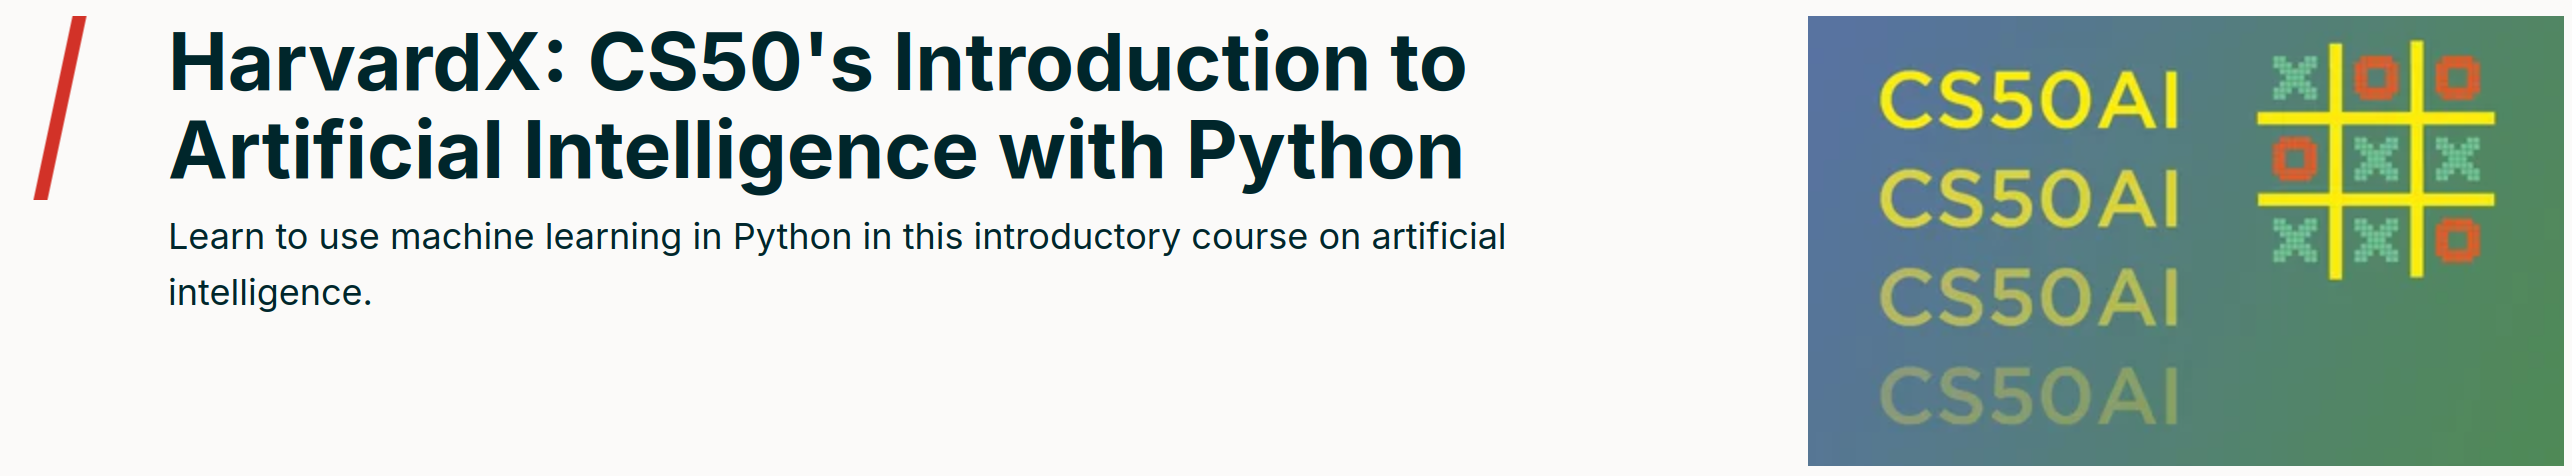 HarvardX: CS50's Introduction to
Artificial Intelligence with Python
Learn to use machine learning in Python in this introductory course on artificial
intelligence.
CS50AI
CS50AI
CS50AI
CS50AI
X O O
O X X
X X O